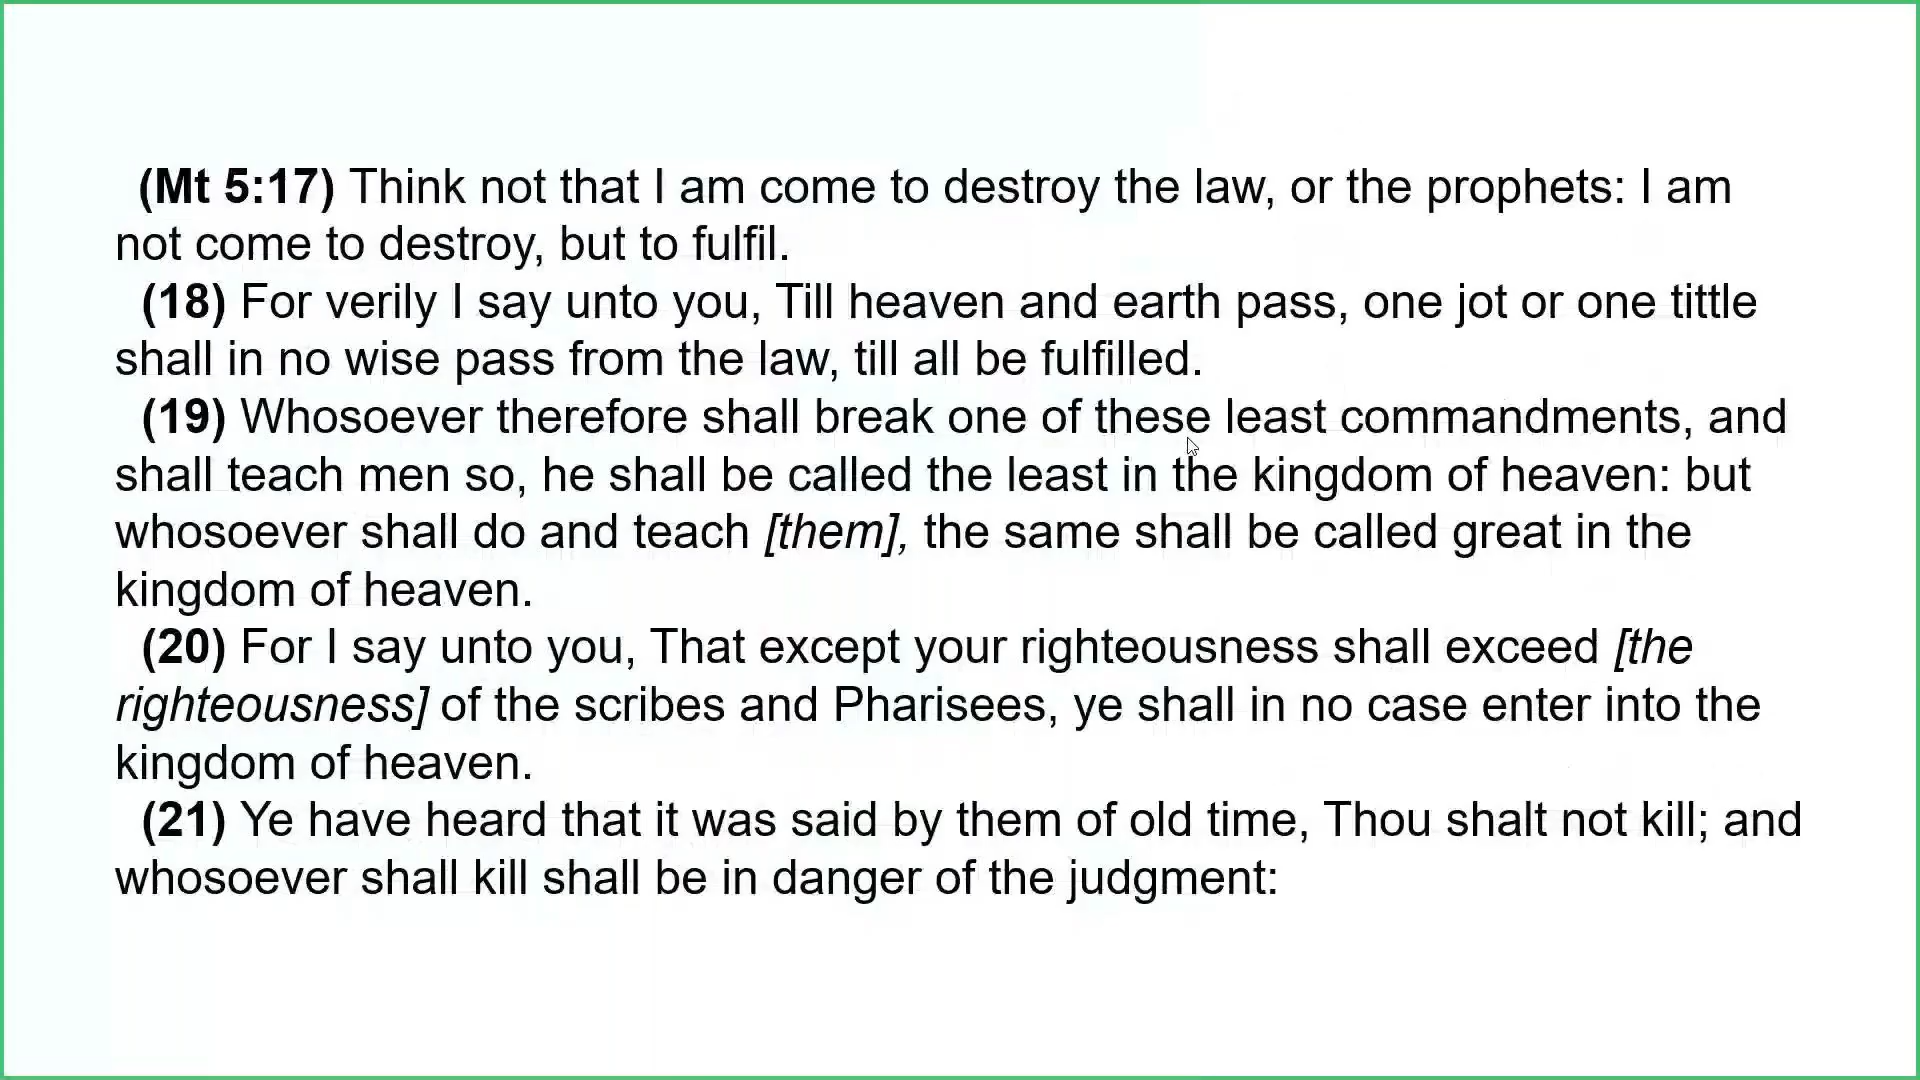 (Mt 5:17) Think not that I am come to destroy the law, or the prophets: I am
not come to destroy, but to fulfil.
(18) For verily I say unto you, Till heaven and earth pass, one jot or one tittle
shall in no wise pass from the law, till all be fulfilled.
(19) Whosoever therefore shall break one of these least commandments, and
shall teach men so, he shall be called the least in the kingdom of heaven: but
whosoever shall do and teach [them], the same shall be called great in the
kingdom of heaven.
(20) For I say unto you, That except your righteousness shall exceed [the
righteousness] of the scribes and Pharisees, ye shall in no case enter into the
kingdom of heaven.
(21) Ye have heard that it was said by them of old time, Thou shalt not kill; and
whosoever shall kill shall be in danger of the judgment: